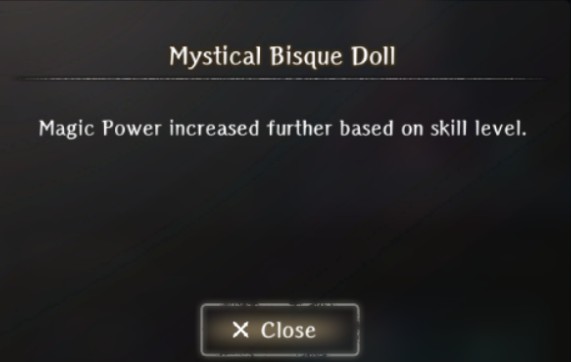 Mystical Bisque Doll
Magic Power increased further based on skill level.
✕ Close